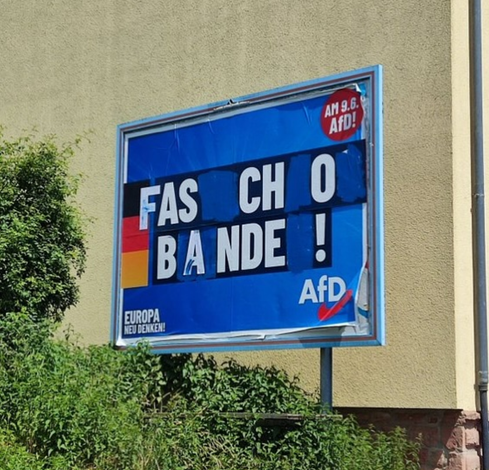 AM 9.6.
AfD!
FAS CH O
BANDE !
AfD
EUROPA
NEU DENKEN!